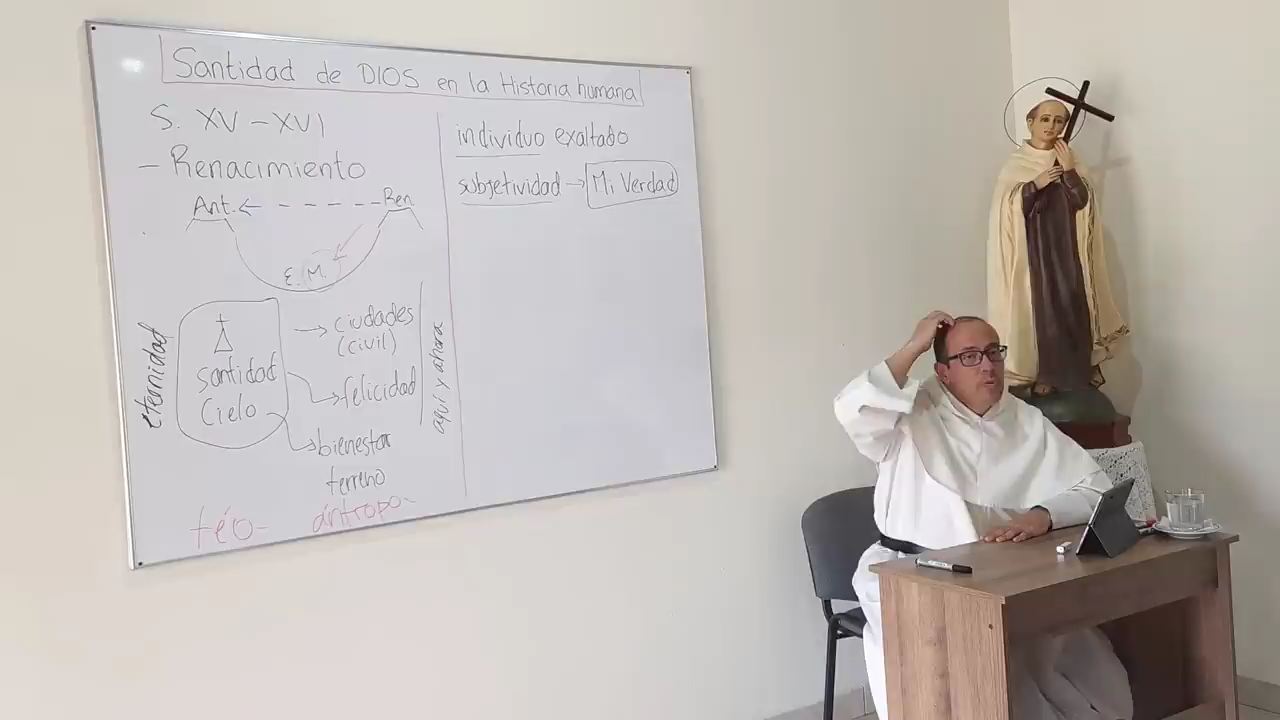 Santidad de DIOS en la Historia humana
S. XV - XVI
- Renacimiento
Ant. Ren.
E. M.
eternidad
santidad
Cielo
ciudades
(civil)
felicidad
bienestar
terreno
aquí y ahora
téo- ántropo-
individuo exaltado
subjetividad → Mi Verdad